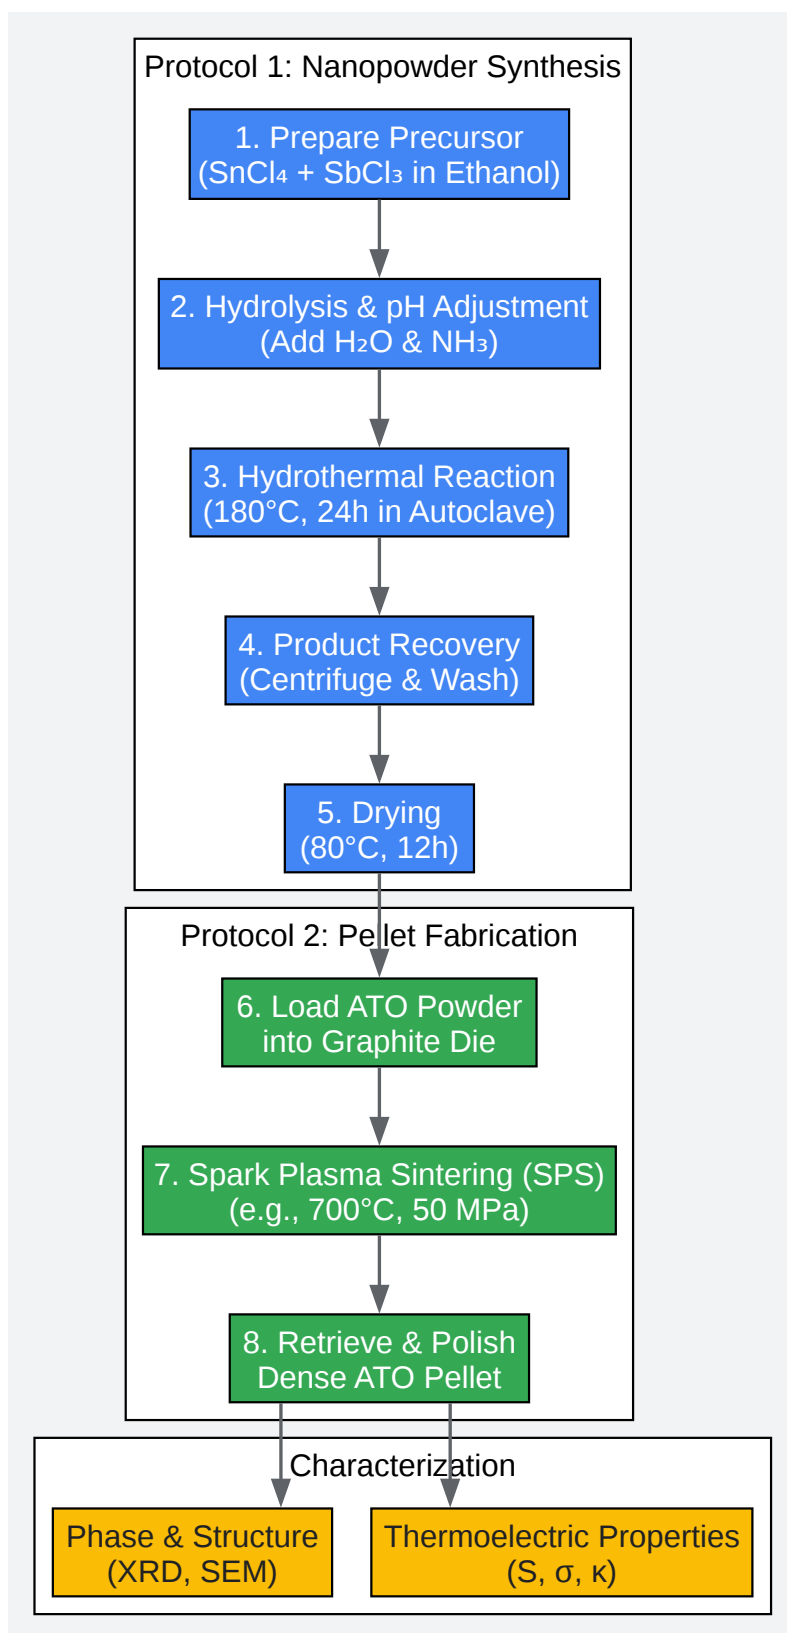 Protocol 1: Nanopowder Synthesis
1. Prepare Precursor
(SnCl₄ + SbCl₃ in Ethanol)
2. Hydrolysis & pH Adjustment
(Add H₂O & NH₃)
3. Hydrothermal Reaction
(180°C, 24h in Autoclave)
4. Product Recovery
(Centrifuge & Wash)
5. Drying
(80°C, 12h)
Protocol 2: Pellet Fabrication
6. Load ATO Powder
into Graphite Die
7. Spark Plasma Sintering (SPS)
(e.g., 700°C, 50 MPa)
8. Retrieve & Polish
Dense ATO Pellet
Characterization
Phase & Structure
(XRD, SEM)
Thermoelectric Properties
(S, σ, κ)